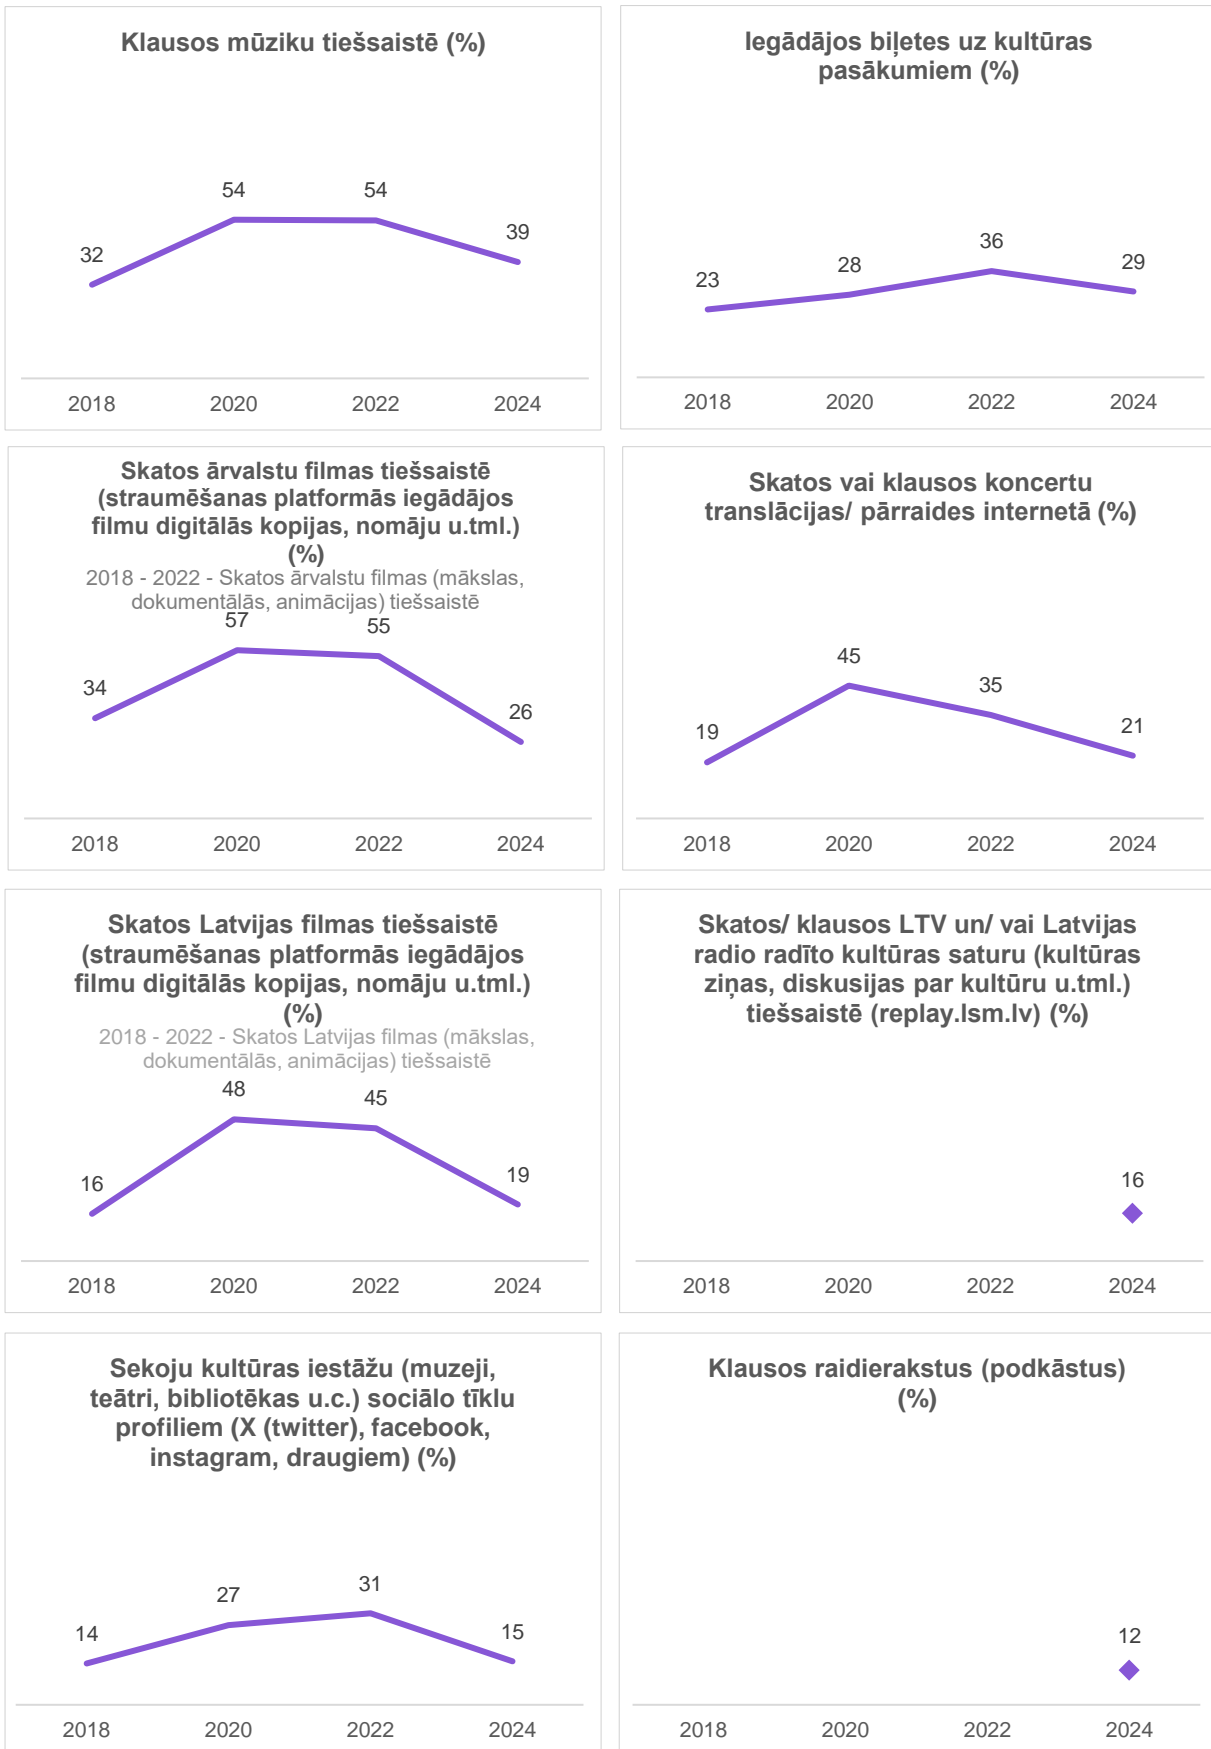 Klausos mūziku tiešsaistē (%)
54
54
39
32
2018 2020 2022 2024
Iegādājos biļetes uz kultūras
pasākumiem (%)
36
28
29
23
2018 2020 2022 2024
Skatos ārvalstu filmas tiešsaistē
(straumēšanas platformās iegādājos
filmu digitālās kopijas, nomāju u.tml.)
(%)
2018 - 2022 - Skatos ārvalstu filmas (mākslas,
dokumentālās, animācijas) tiešsaistē
57
55
34
26
2018 2020 2022 2024
Skatos vai klausos koncertu
translācijas/ pārraides internetā (%)
45
35
19
21
2018 2020 2022 2024
Skatos Latvijas filmas tiešsaistē
(straumēšanas platformās iegādājos
filmu digitālās kopijas, nomāju u.tml.)
(%)
2018 - 2022 - Skatos Latvijas filmas (mākslas,
dokumentālās, animācijas) tiešsaistē
48
45
16
19
2018 2020 2022 2024
Skatos/ klausos LTV un/ vai Latvijas
radio radīto kultūras saturu (kultūras
ziņas, diskusijas par kultūru u.tml.)
tiešsaistē (replay.lsm.lv) (%)
16
2018 2020 2022 2024
Sekoju kultūras iestāžu (muzeji,
teātri, bibliotēkas u.c.) sociālo tīklu
profiliem (X (twitter), facebook,
instagram, draugiem) (%)
31
27
14
15
2018 2020 2022 2024
Klausos raidierakstus (podkāstus)
(%)
12
2018 2020 2022 2024